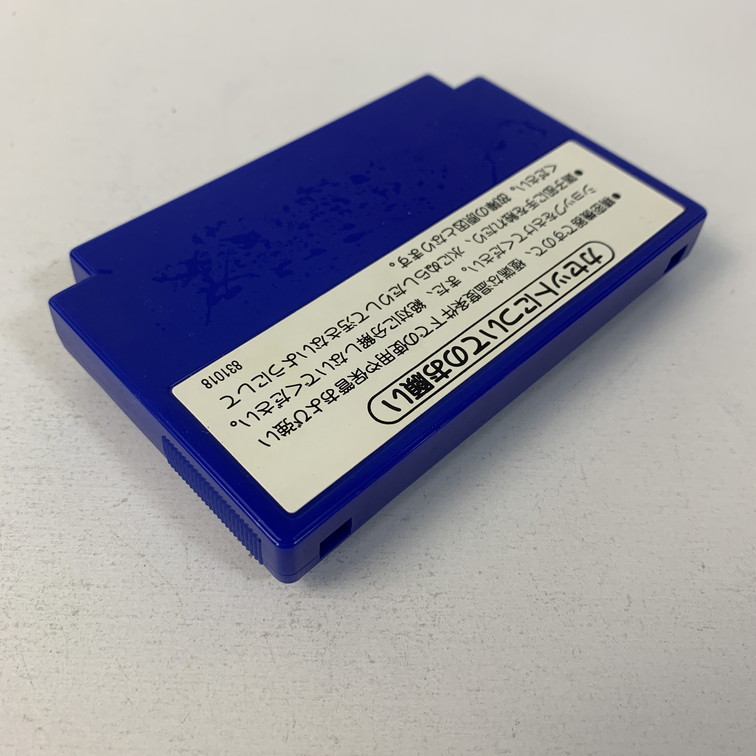 カセットについてのお願い
●精密機器ですので、極端な温度条件下での使用や保管および強い
ショックをさけてください。また、絶対に分解しないでください。
●端子部に手を触れたり、水にぬらしたりして汚さないようにして
ください。故障の原因となります。
831018